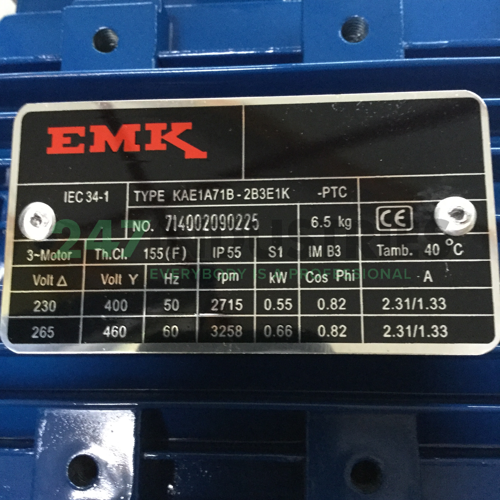 EMK
IEC 34-1 TYPE KAE1A71B-2B3E1K -PTC
NO. 714002090225 6.5 kg CE
3~Motor Th.Cl. 155(F) IP 55 S1 IM B3 Tamb. 40 °C
Volt Δ Volt Y Hz rpm kW Cos Phi A
230 400 50 2715 0.55 0.82 2.31/1.33
265 460 60 3258 0.66 0.82 2.31/1.33
EVERYBODY IS A PROFESSIONAL